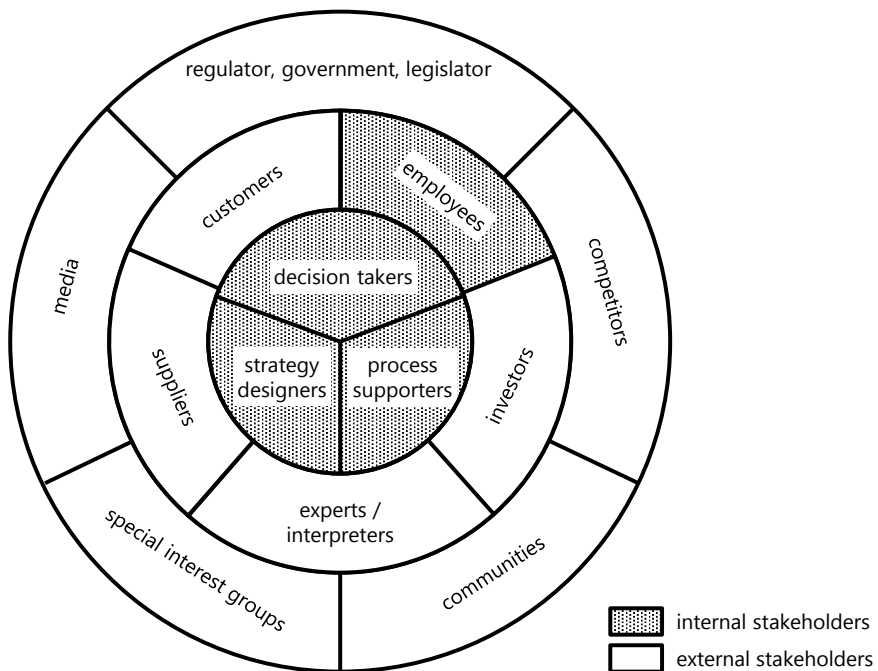 regulator, government, legislator
customers
employees
decision takers
media
competitors
suppliers
strategy
designers
process
supporters
investors
experts /
interpreters
special interest groups
communities
internal stakeholders
external stakeholders